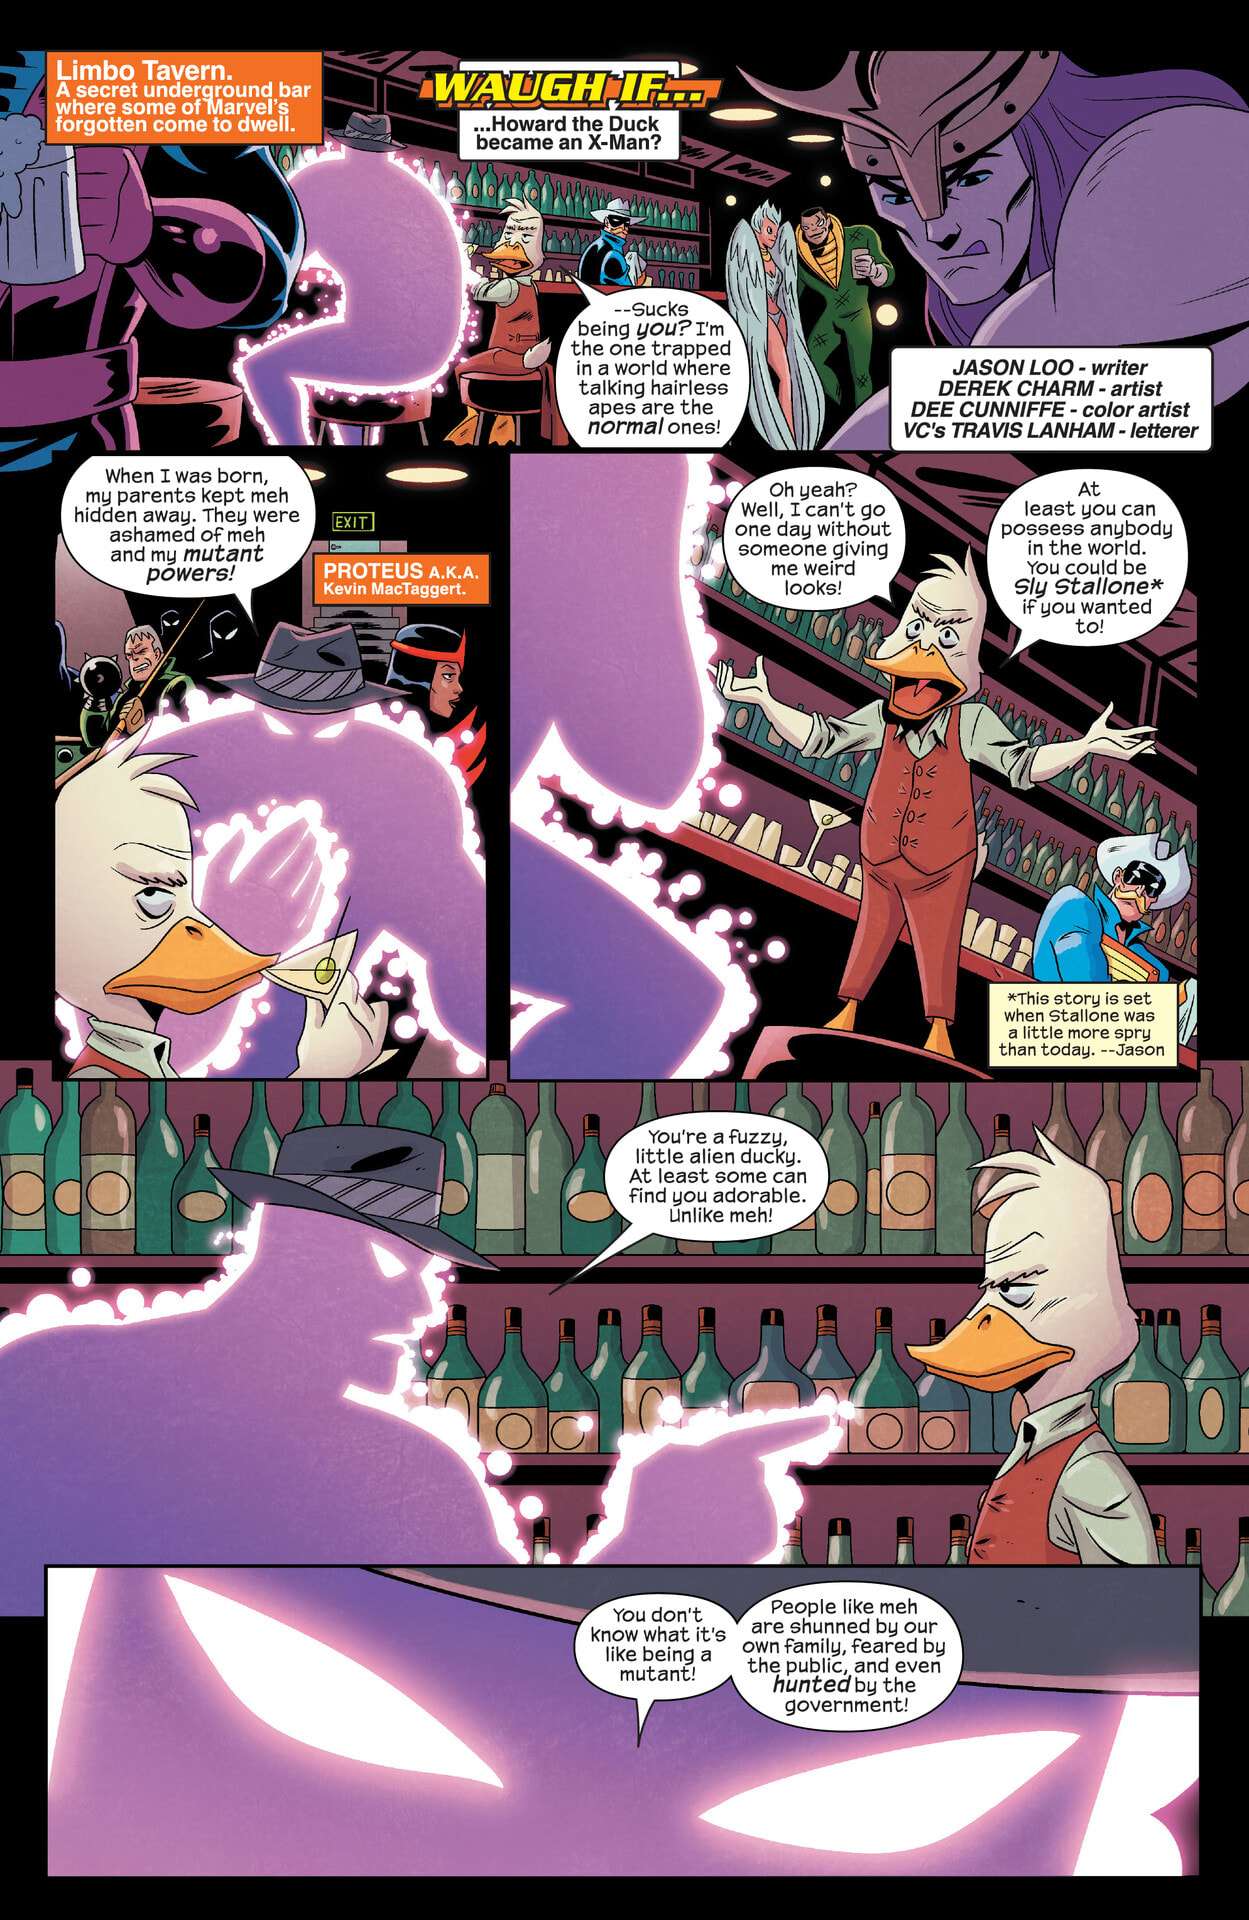 Limbo Tavern.
A secret underground bar
where some of Marvel's
forgotten come to dwell.
WAUGH IF...
...Howard the Duck
became an X-Man?
--Sucks
being you? I'm
the one trapped
in a world where
talking hairless
apes are the
normal ones!
JASON LOO - writer
DEREK CHARM - artist
DEE CUNNIFFE - color artist
VC's TRAVIS LANHAM - letterer
When I was born,
my parents kept meh
hidden away. They were
ashamed of meh
and my mutant
powers!
EXIT
PROTEUS A.K.A.
Kevin MacTaggert.
Oh yeah?
Well, I can't go
one day without
someone giving
me weird
looks!
At
least you can
possess anybody
in the world.
You could be
Sly Stallone*
if you wanted
to!
*This story is set
when Stallone was
a little more spry
than today. --Jason
You're a fuzzy,
little alien ducky.
At least some can
find you adorable.
Unlike meh!
You don't
know what it's
like being a
mutant!
People like meh
are shunned by our
own family, feared by
the public, and even
hunted by the
government!